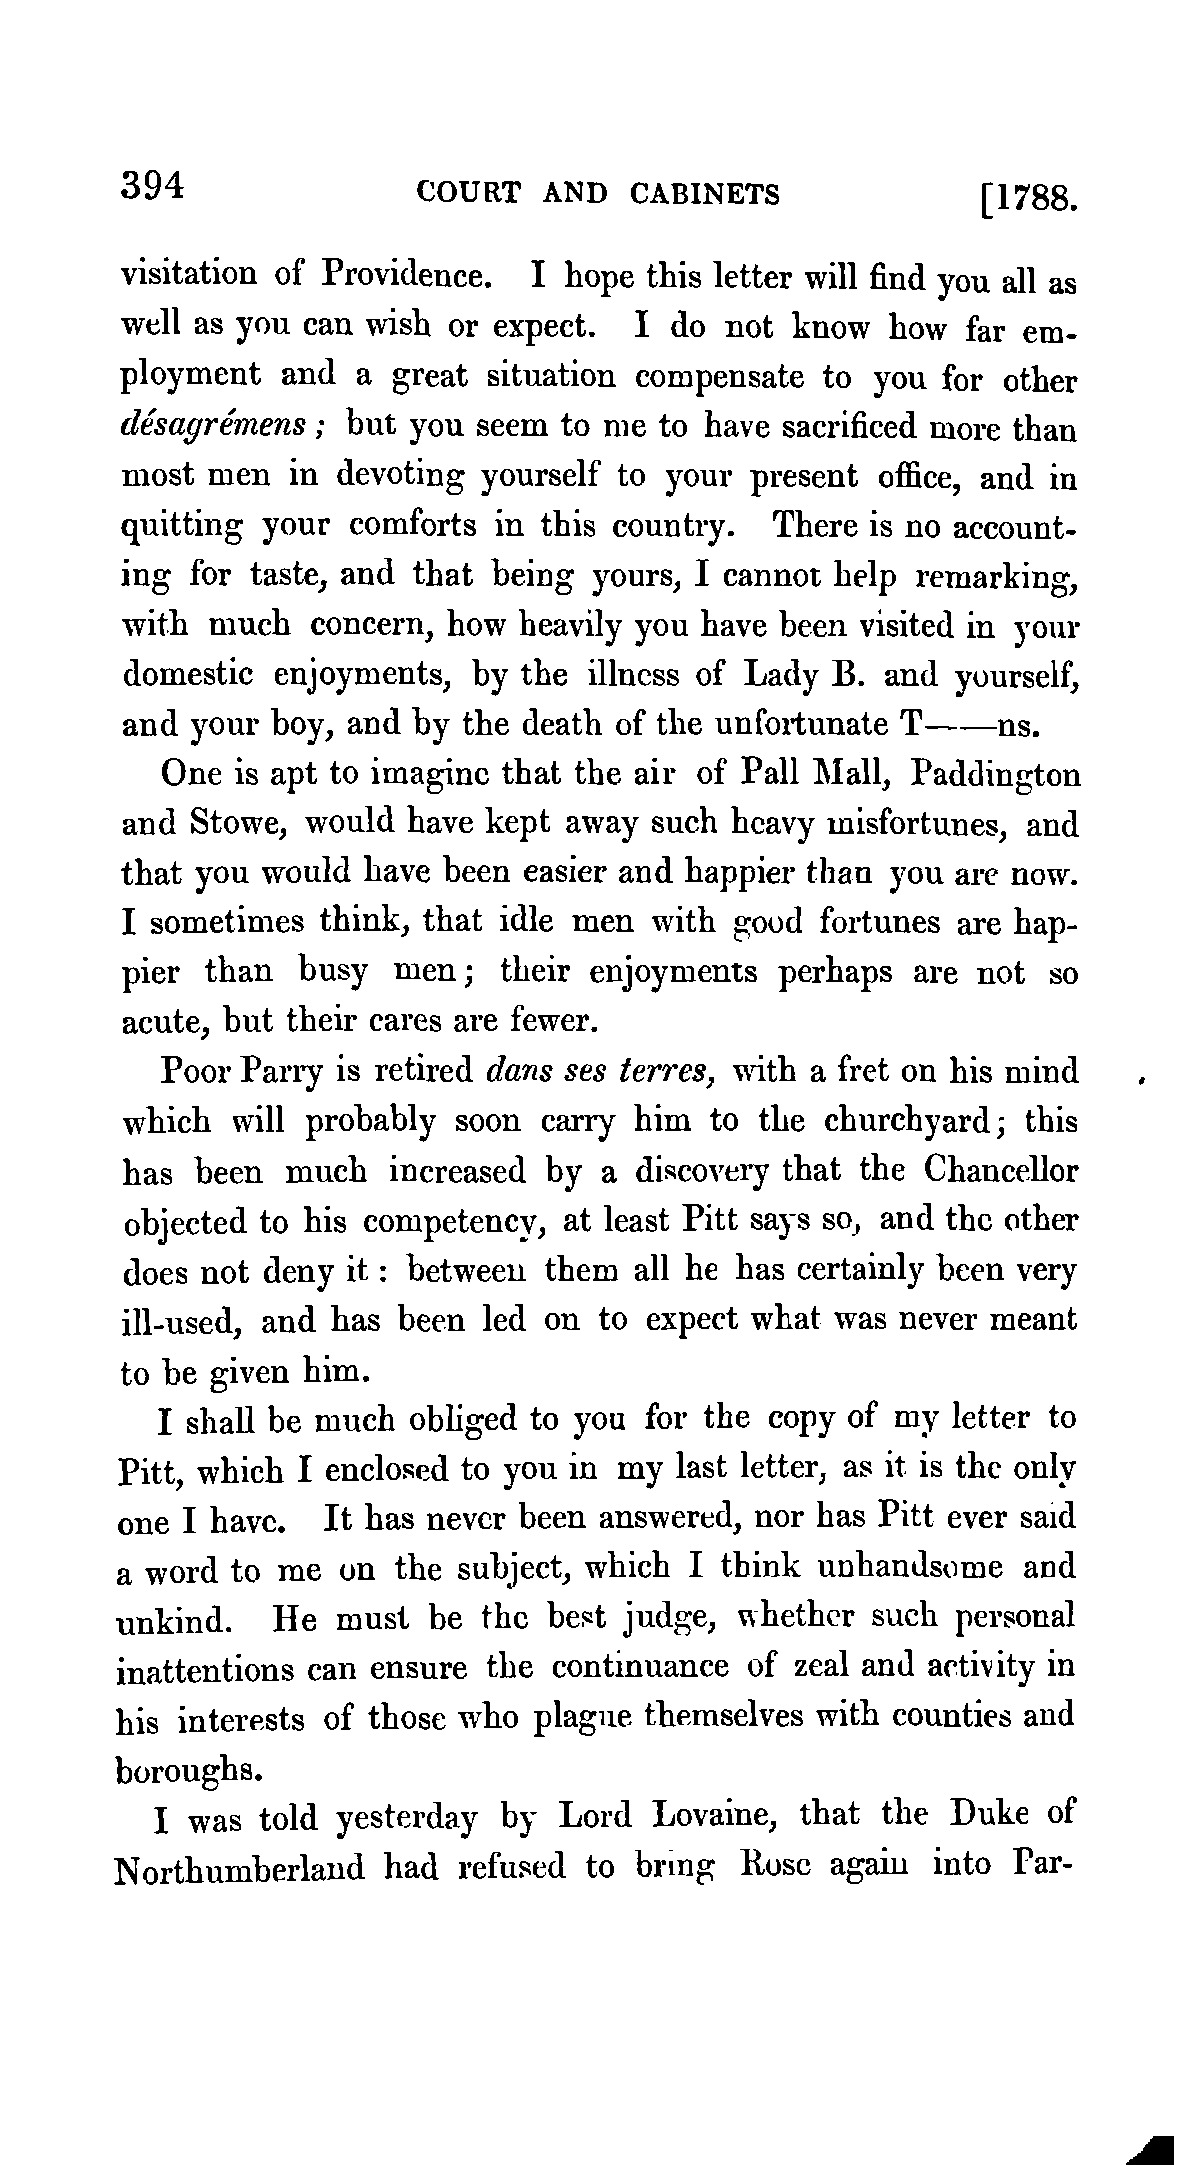 394 COURT AND CABINETS [1788.
visitation of Providence. I hope this letter will find you all as
well as you can wish or expect. I do not know how far em-
ployment and a great situation compensate to you for other
désagrémens; but you seem to me to have sacrificed more than
most men in devoting yourself to your present office, and in
quitting your comforts in this country. There is no account-
ing for taste, and that being yours, I cannot help remarking,
with much concern, how heavily you have been visited in your
domestic enjoyments, by the illness of Lady B. and yourself,
and your boy, and by the death of the unfortunate T——ns.
One is apt to imagine that the air of Pall Mall, Paddington
and Stowe, would have kept away such heavy misfortunes, and
that you would have been easier and happier than you are now.
I sometimes think, that idle men with good fortunes are hap-
pier than busy men; their enjoyments perhaps are not so
acute, but their cares are fewer.
Poor Parry is retired dans ses terres, with a fret on his mind
which will probably soon carry him to the churchyard; this
has been much increased by a discovery that the Chancellor
objected to his competency, at least Pitt says so, and the other
does not deny it: between them all he has certainly been very
ill-used, and has been led on to expect what was never meant
to be given him.
I shall be much obliged to you for the copy of my letter to
Pitt, which I enclosed to you in my last letter, as it is the only
one I have. It has never been answered, nor has Pitt ever said
a word to me on the subject, which I think unhandsome and
unkind. He must be the best judge, whether such personal
inattentions can ensure the continuance of zeal and activity in
his interests of those who plague themselves with counties and
boroughs.
I was told yesterday by Lord Lovaine, that the Duke of
Northumberland had refused to bring Rose again into Par-